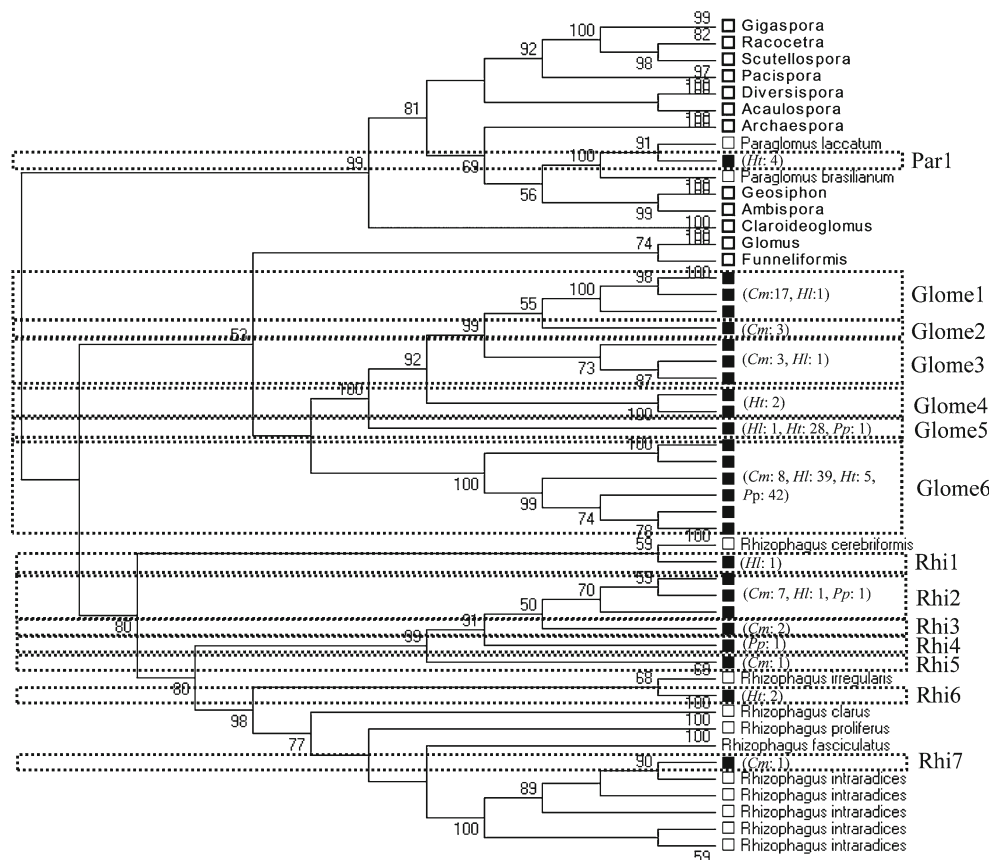 99
Gigaspora
100
82
Racocetra
92
98
Scutellospora
97
Pacispora
100
Diversispora
100
Acaulospora
81
100
Archaespora
91
Paraglomus laccatum
99
69
100
(Ht: 4)
Par1
Paraglomus brasilianum
56
100
Geosiphon
99
Ambispora
100
Claroideoglomus
74
100
Glomus
Funneliformis
98
100
100
(Cm:17, Hl:1)
Glome1
55
53
99
(Cm: 3)
Glome2
92
73
(Cm: 3, Hl: 1)
Glome3
87
100
(Ht: 2)
Glome4
100
(Hl: 1, Ht: 28, Pp: 1)
Glome5
100
100
(Cm: 8, Hl: 39, Ht: 5,
Pp: 42)
Glome6
99
74
78
59
100
Rhizophagus cerebriformis
(Hl: 1)
Rhi1
59
70
(Cm: 7, Hl: 1, Pp: 1)
Rhi2
50
80
91
(Cm: 2)
Rhi3
99
(Pp: 1)
Rhi4
(Cm: 1)
Rhi5
80
68
68
Rhizophagus irregularis
(Ht: 2)
Rhi6
98
100
Rhizophagus clarus
77
100
Rhizophagus proliferus
100
Rhizophagus fasciculatus
90
(Cm: 1)
Rhi7
89
Rhizophagus intraradices
Rhizophagus intraradices
100
Rhizophagus intraradices
59
Rhizophagus intraradices